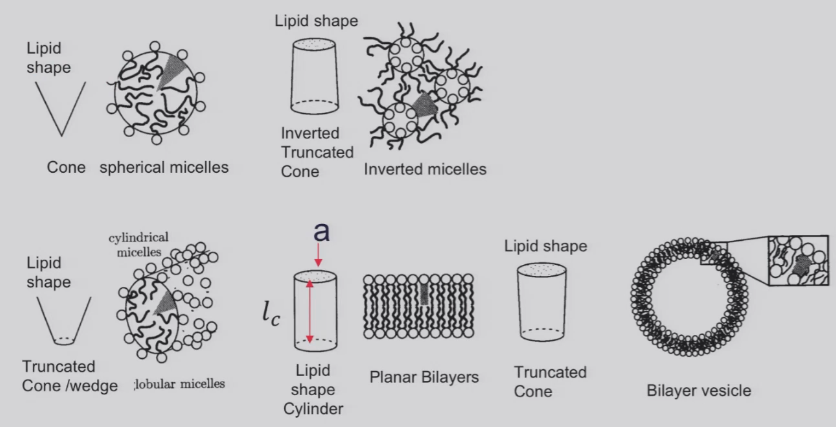 Lipid
shape
Cone
spherical micelles
Lipid shape
Inverted
Truncated
Cone
Inverted micelles
Lipid
shape
Truncated
Cone /wedge
cylindrical
micelles
lobular micelles
a
lc
Lipid
shape
Cylinder
Planar Bilayers
Lipid shape
Truncated
Cone
Bilayer vesicle